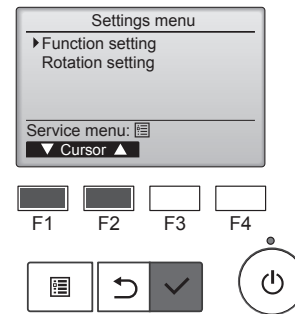 Settings menu
Function setting
Rotation setting
Service menu:
▼ Cursor ▲
F1 F2 F3 F4